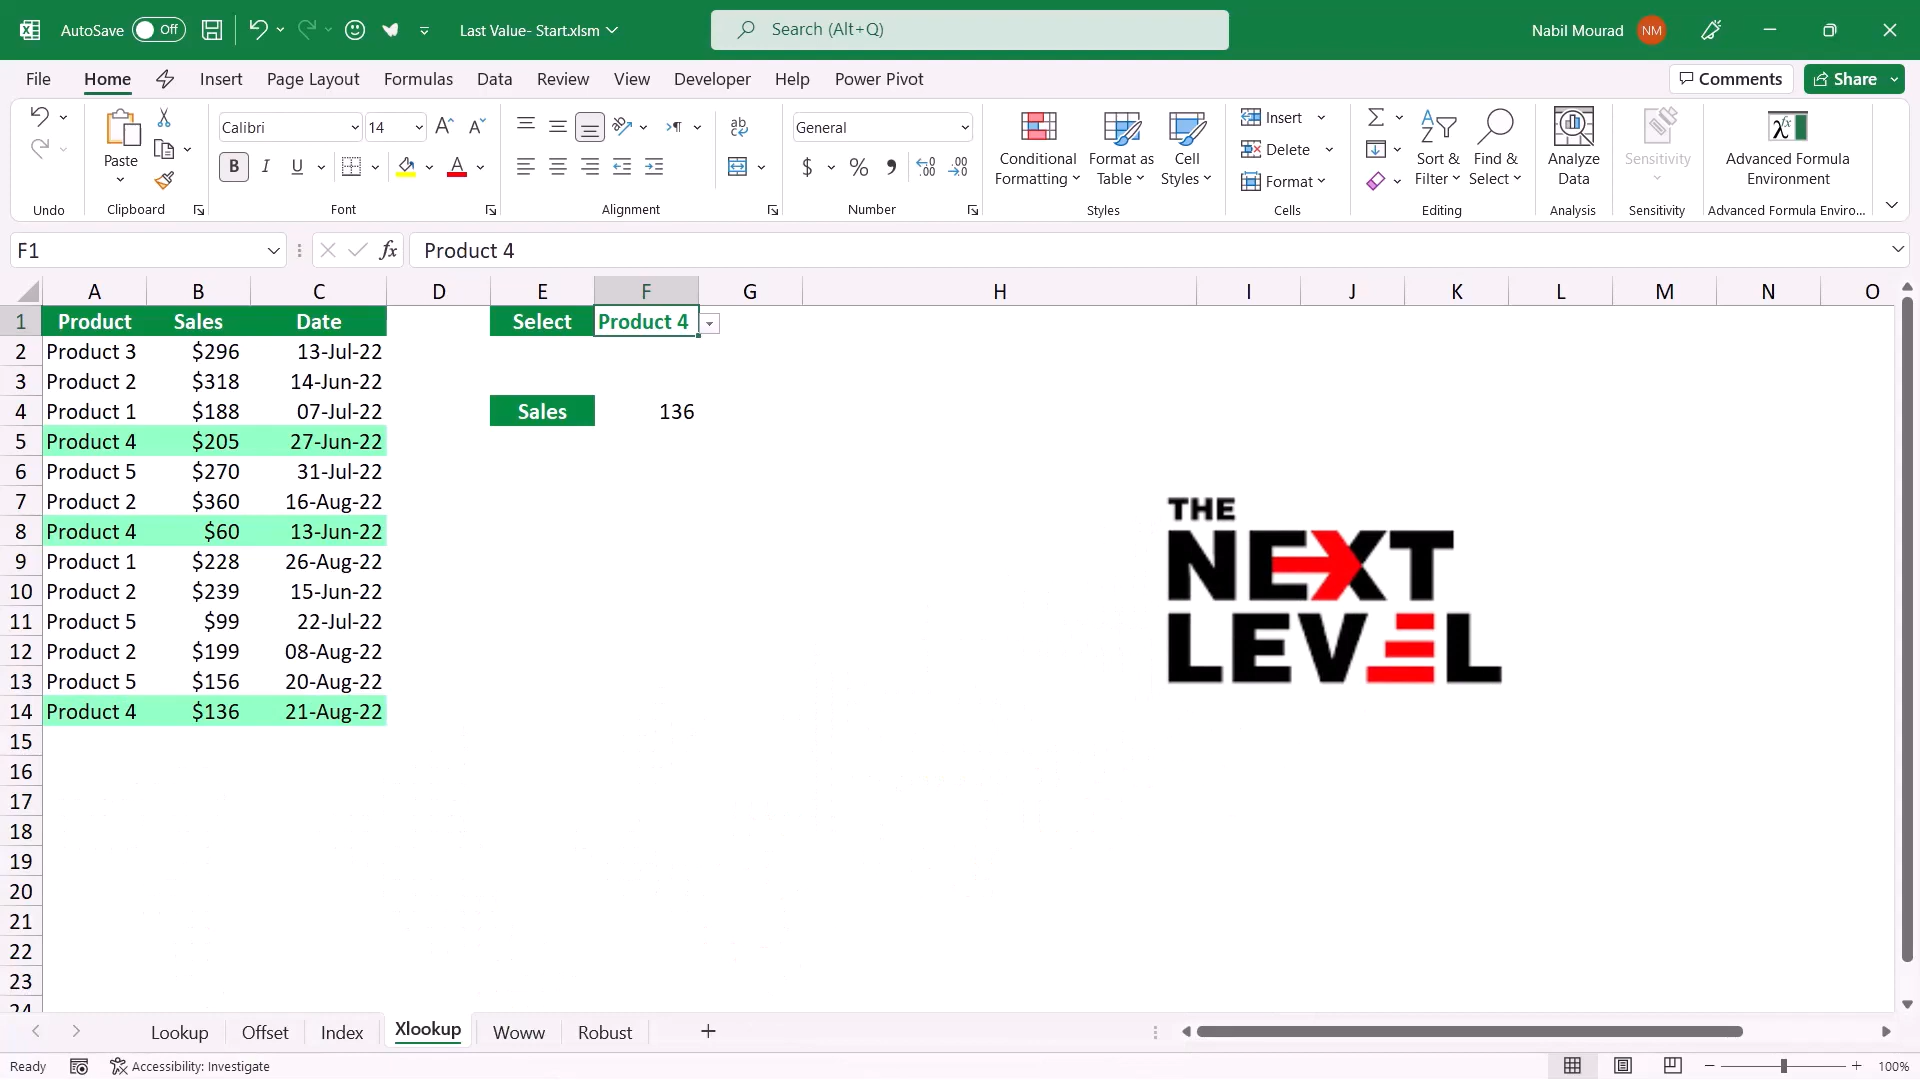 AutoSave Off Last Value- Start.xlsm Search (Alt+Q) Nabil Mourad NM
File Home Insert Page Layout Formulas Data Review View Developer Help Power Pivot Comments Share
Calibri 14 General
Paste
B I U A $ % ab
Conditional Formatting
Format as Table
Cell Styles
Insert
Delete
Format
Sort & Filter
Find & Select
Analyze Data
Sensitivity
Advanced Formula Environment
Undo Clipboard Font Alignment Number Styles Cells Editing Analysis Sensitivity Advanced Formula Enviro...
F1 fx Product 4
A B C D E F G H I J K L M N O
1 Product Sales Date Select Product 4
2 Product 3 $296 13-Jul-22
3 Product 2 $318 14-Jun-22
4 Product 1 $188 07-Jul-22 Sales 136
5 Product 4 $205 27-Jun-22
6 Product 5 $270 31-Jul-22
7 Product 2 $360 16-Aug-22
8 Product 4 $60 13-Jun-22
9 Product 1 $228 26-Aug-22
10 Product 2 $239 15-Jun-22
11 Product 5 $99 22-Jul-22
12 Product 2 $199 08-Aug-22
13 Product 5 $156 20-Aug-22
14 Product 4 $136 21-Aug-22
15
16
17
18
19
20
21
22
23
24
THE
NEXT
LEVEL
Lookup Offset Index Xlookup Woww Robust
Ready Accessibility: Investigate 100%